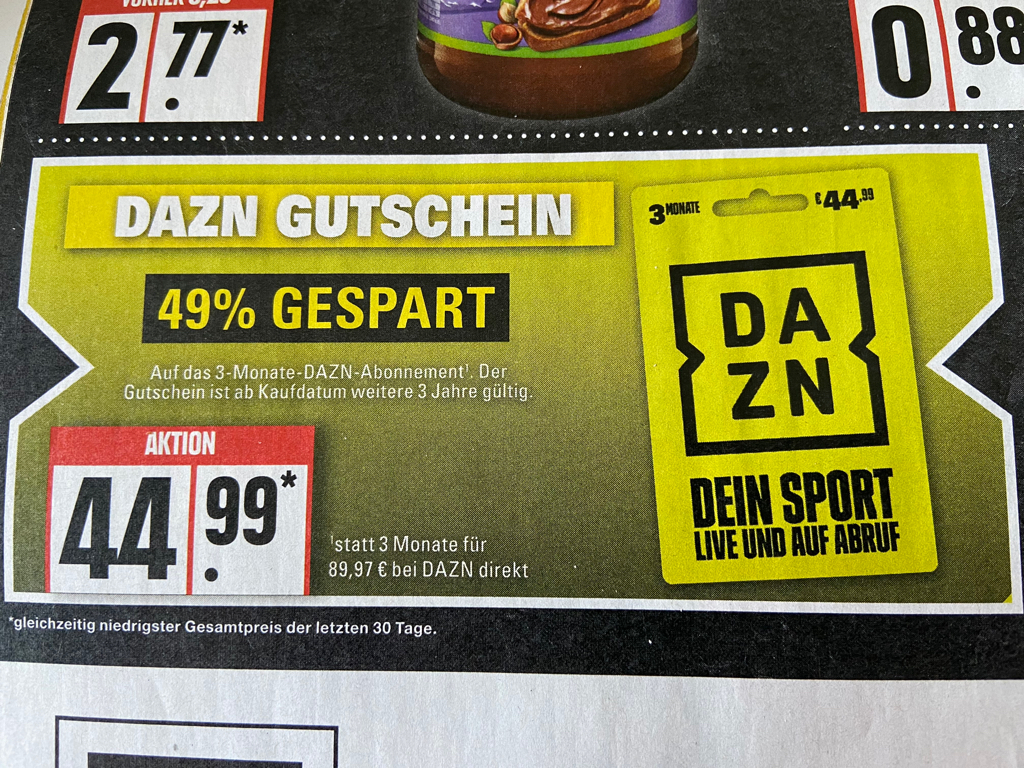 2.77*
0.88
DAZN GUTSCHEIN
49% GESPART
Auf das 3-Monate-DAZN-Abonnement¹. Der
Gutschein ist ab Kaufdatum weitere 3 Jahre gültig.
AKTION
44.99*
¹statt 3 Monate für
89,97 € bei DAZN direkt
3 MONATE
€44.99
DA
ZN
DEIN SPORT
LIVE UND AUF ABRUF
*gleichzeitig niedrigster Gesamtpreis der letzten 30 Tage.